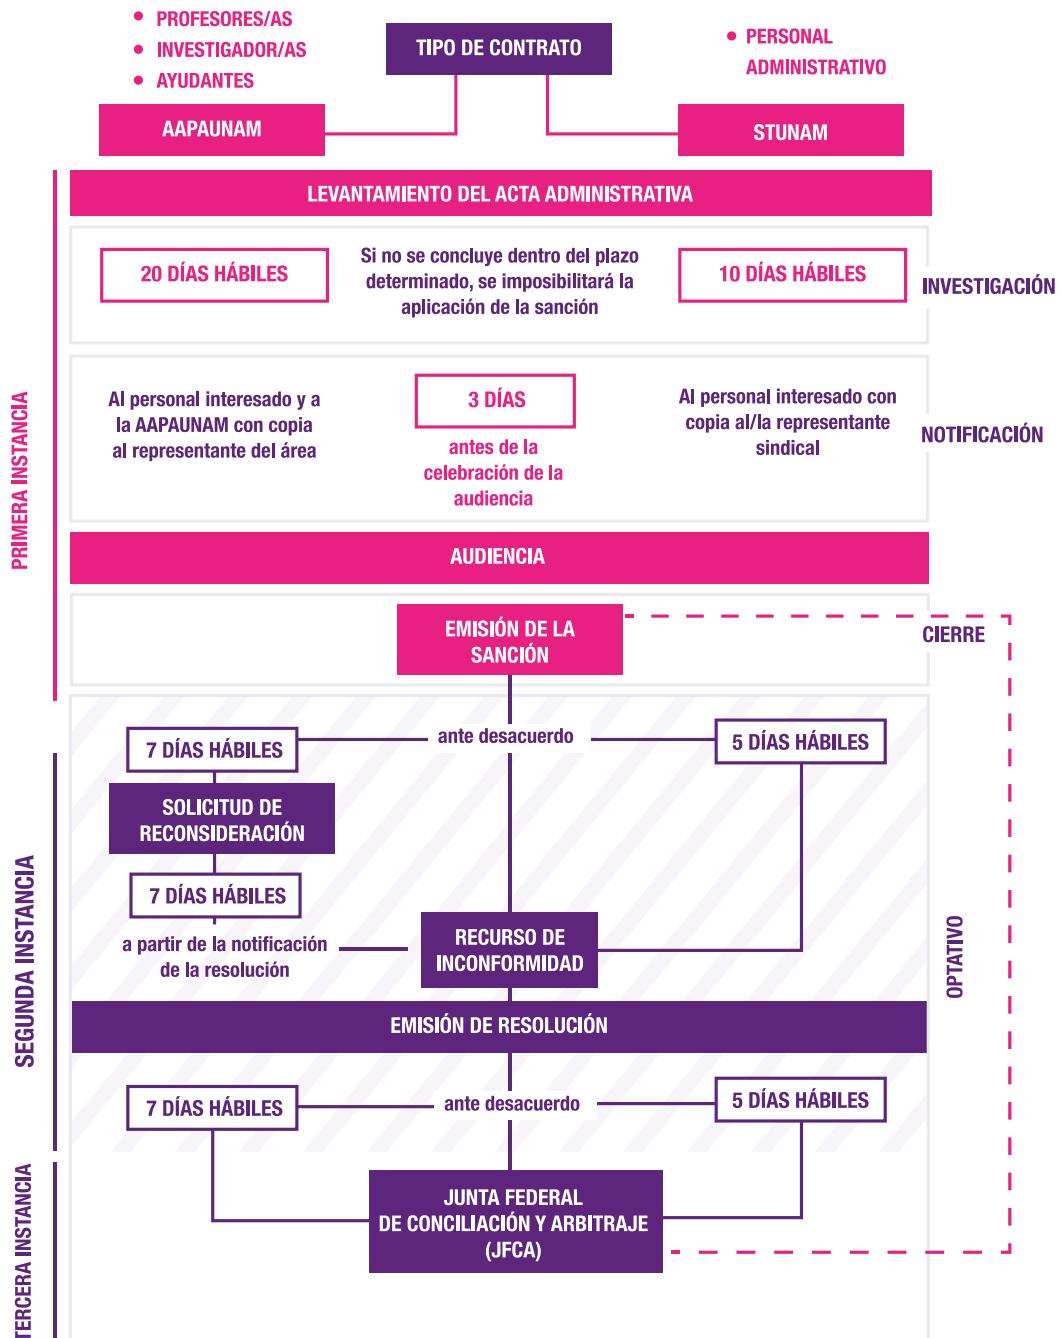 • PROFESORES/AS
• INVESTIGADOR/AS
• AYUDANTES
TIPO DE CONTRATO
• PERSONAL
ADMINISTRATIVO
AAPAUNAM
STUNAM
LEVANTAMIENTO DEL ACTA ADMINISTRATIVA
20 DÍAS HÁBILES
Si no se concluye dentro del plazo
determinado, se imposibilitará la
aplicación de la sanción
10 DÍAS HÁBILES
INVESTIGACIÓN
Al personal interesado y a
la AAPAUNAM con copia
al representante del área
3 DÍAS
antes de la
celebración de la
audiencia
Al personal interesado con
copia al/la representante
sindical
NOTIFICACIÓN
PRIMERA INSTANCIA
AUDIENCIA
EMISIÓN DE LA
SANCIÓN
CIERRE
7 DÍAS HÁBILES
ante desacuerdo
5 DÍAS HÁBILES
SOLICITUD DE
RECONSIDERACIÓN
7 DÍAS HÁBILES
a partir de la notificación
de la resolución
RECURSO DE
INCONFORMIDAD
SEGUNDA INSTANCIA
OPTATIVO
EMISIÓN DE RESOLUCIÓN
7 DÍAS HÁBILES
ante desacuerdo
5 DÍAS HÁBILES
JUNTA FEDERAL
DE CONCILIACIÓN Y ARBITRAJE
(JFCA)
TERCERA INSTANCIA